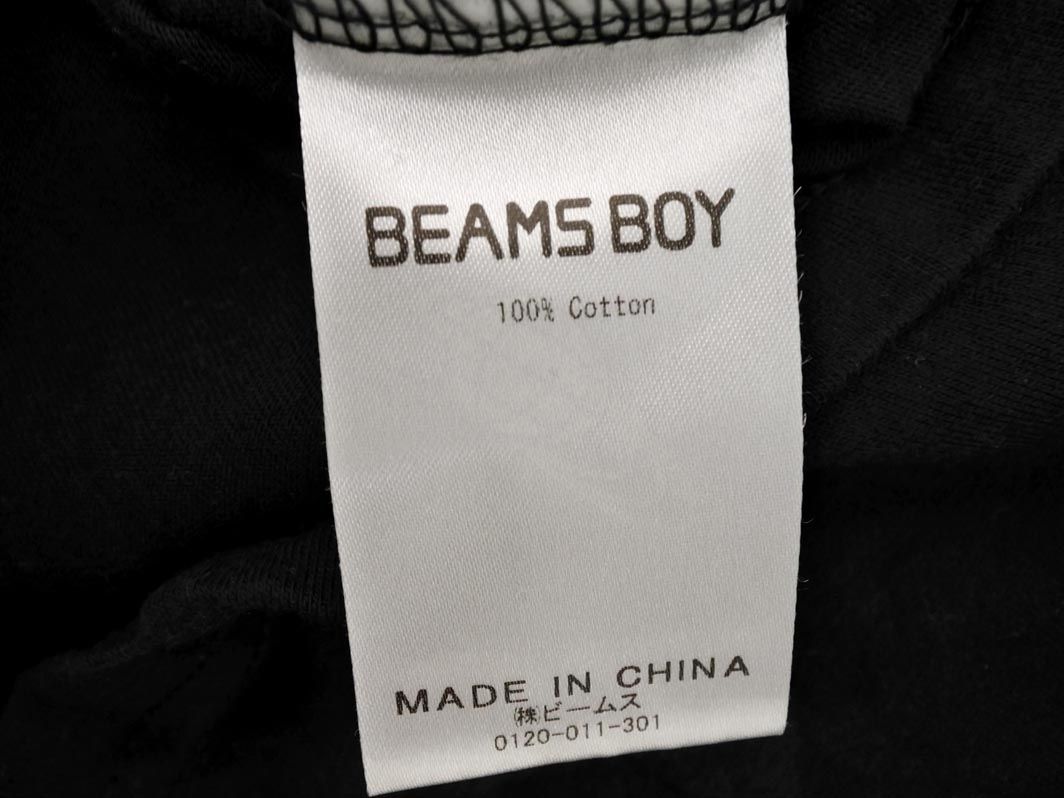 BEAMS BOY
100% Cotton
MADE IN CHINA
㈱ビームス
0120-011-301